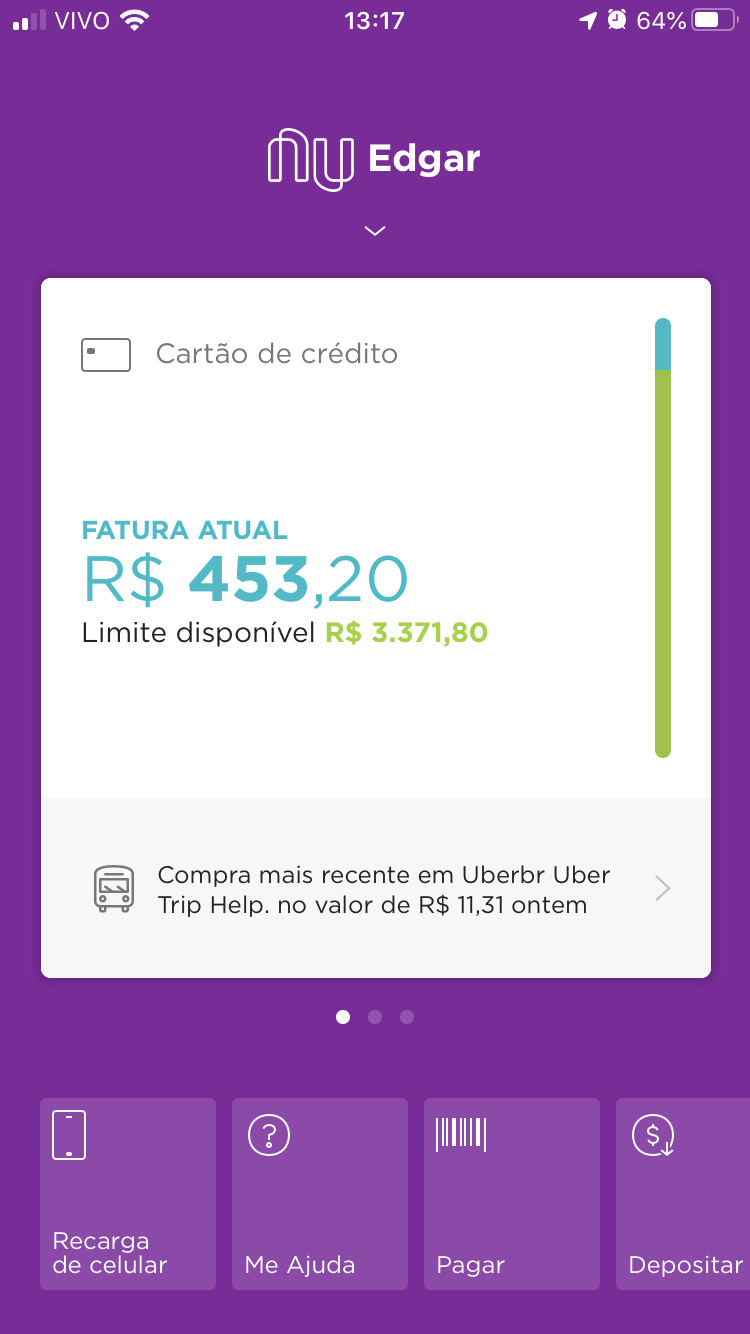 VIVO 13:17 64%
nu Edgar
Cartão de crédito
FATURA ATUAL
R$ 453,20
Limite disponível R$ 3.371,80
Compra mais recente em Uberbr Uber
Trip Help. no valor de R$ 11,31 ontem
Recarga
de celular
Me Ajuda
Pagar
Depositar